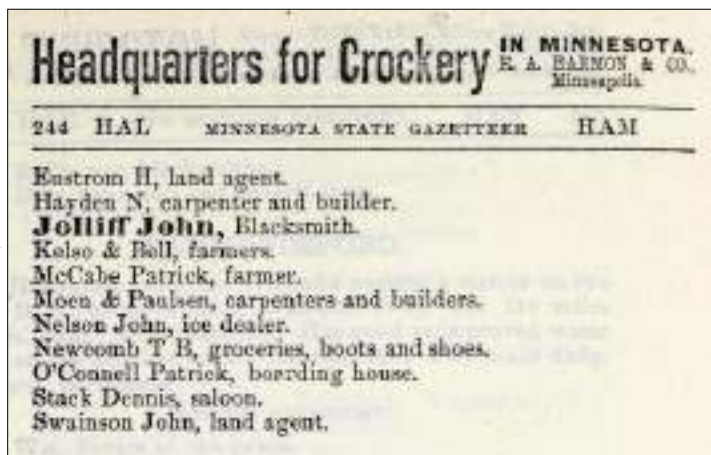 Headquarters for Crockery IN MINNESOTA.
E. A. HARMON & CO.,
Minneapolis.
244 HAL MINNESOTA STATE GAZETTEER HAM
Enstrom H, land agent.
Hayden N, carpenter and builder.
Jolliff John, Blacksmith.
Kelso & Bell, farmers.
McCabe Patrick, farmer.
Moen & Paulsen, carpenters and builders.
Nelson John, ice dealer.
Newcomb T B, groceries, boots and shoes.
O'Connell Patrick, boarding house.
Stack Dennis, saloon.
Swainson John, land agent.